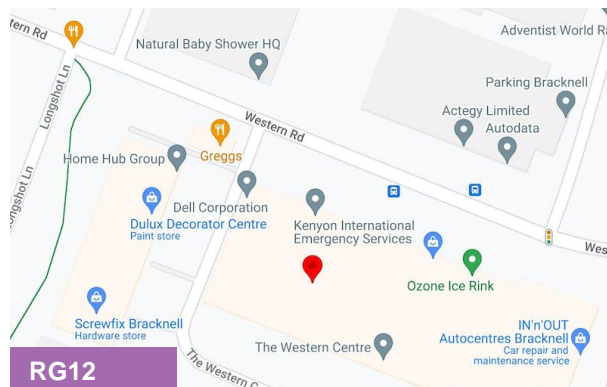 tern Rd
Adventist World Ra
Natural Baby Shower HQ
Longshot Ln
Parking Bracknell
Actegy Limited
Autodata
Western Rd
Greggs
Home Hub Group
Dell Corporation
Dulux Decorator Centre
Paint store
Kenyon International
Emergency Services
Wes
ngshot Ln
Ozone Ice Rink
Screwfix Bracknell
Hardware store
IN'n'OUT
Autocentres Bracknell
Car repair and
maintenance service
The Western Centre
The Western C
RG12